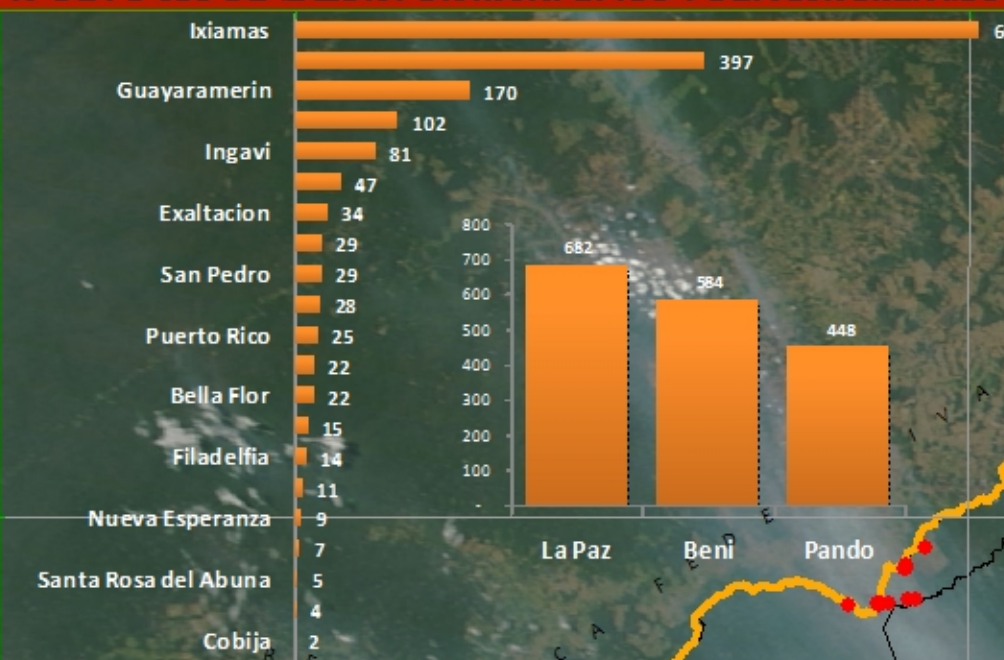 Ixiamas 6
397
Guayaramerin 170
102
Ingavi 81
47
Exaltacion 34
29
San Pedro 29
28
Puerto Rico 25
22
Bella Flor 22
15
Filadelfia 14
11
Nueva Esperanza 9
7
Santa Rosa del Abuna 5
4
Cobija 2
800
700
600
500
400
300
200
100
-
682
584
448
La Paz Beni Pando
I V A
F E D E
C A